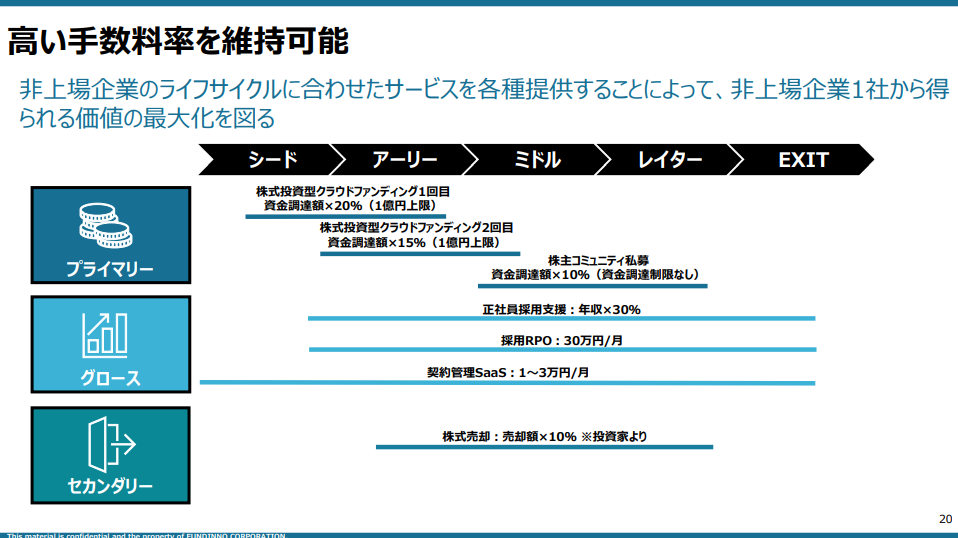 高い手数料率を維持可能
非上場企業のライフサイクルに合わせたサービスを各種提供することによって、非上場企業1社から得
られる価値の最大化を図る
シード アーリー ミドル レイター EXIT
プライマリー
株式投資型クラウドファンディング1回目
資金調達額×20%（1億円上限）
株式投資型クラウドファンディング2回目
資金調達額×15%（1億円上限）
株主コミュニティ私募
資金調達額×10%（資金調達制限なし）
グロース
正社員採用支援：年収×30%
採用RPO：30万円/月
契約管理SaaS：1～3万円/月
セカンダリー
株式売却：売却額×10% ※投資家より
20
This material is confidential and the property of FUNDINNO CORPORATION.